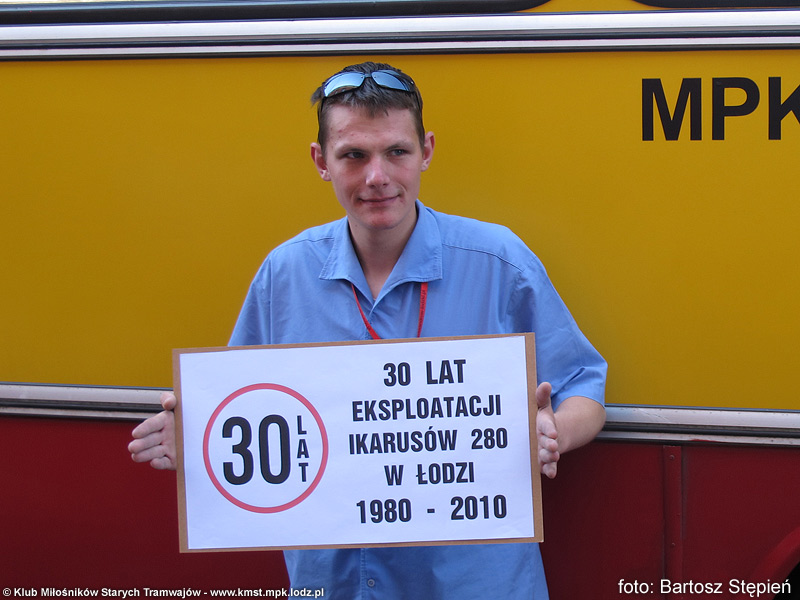 MPK
30 LAT
30 LAT
EKSPLOATACJI
IKARUSÓW 280
W ŁODZI
1980 - 2010
© Klub Miłośników Starych Tramwajów - www.kmst.mpk.lodz.pl
foto: Bartosz Stępień